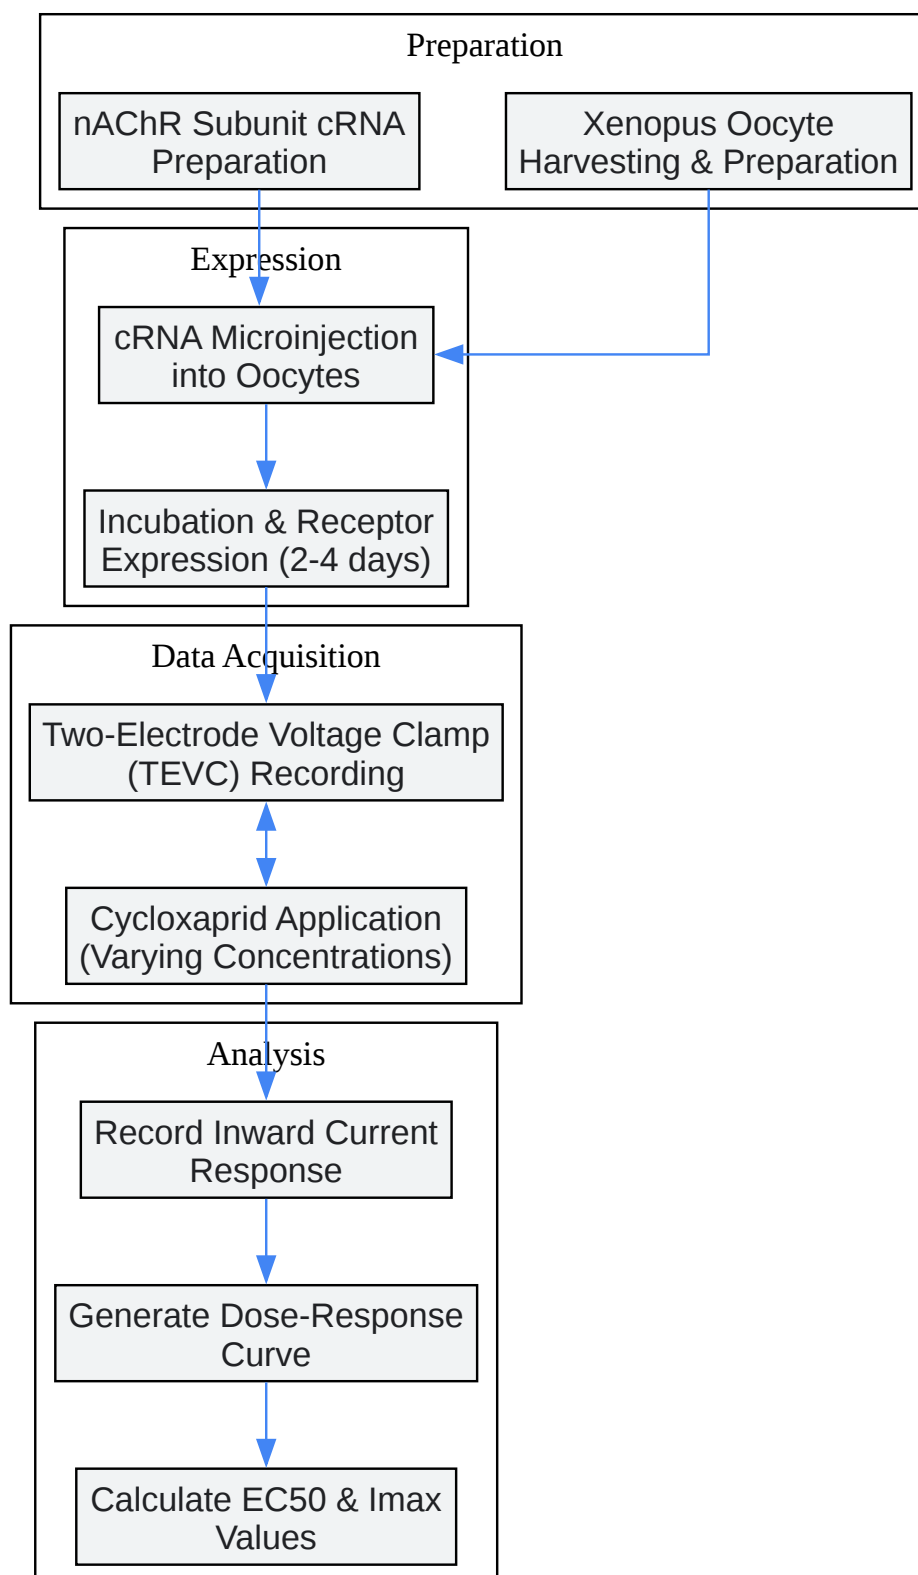 Preparation
nAChR Subunit cRNA
Preparation
Xenopus Oocyte
Harvesting & Preparation
Expression
cRNA Microinjection
into Oocytes
Incubation & Receptor
Expression (2-4 days)
Data Acquisition
Two-Electrode Voltage Clamp
(TEVC) Recording
Cycloxaprid Application
(Varying Concentrations)
Analysis
Record Inward Current
Response
Generate Dose-Response
Curve
Calculate EC50 & Imax
Values